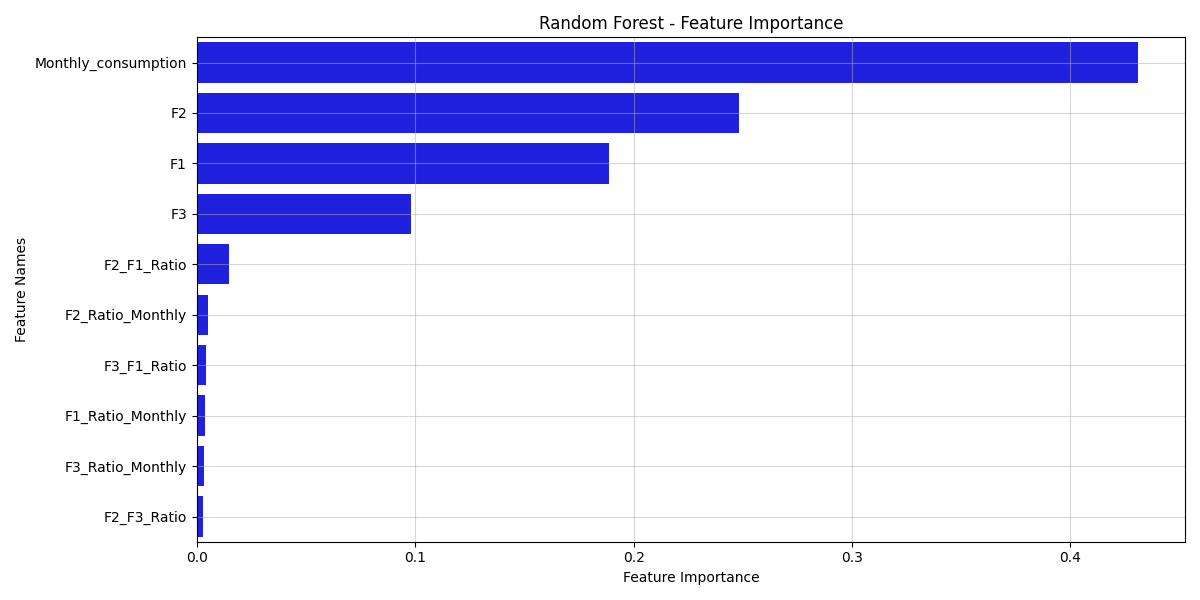 Random Forest - Feature Importance
Monthly_consumption
F2
F1
F3
F2_F1_Ratio
F2_Ratio_Monthly
F3_F1_Ratio
F1_Ratio_Monthly
F3_Ratio_Monthly
F2_F3_Ratio
Feature Names
0.0 0.1 0.2 0.3 0.4
Feature Importance